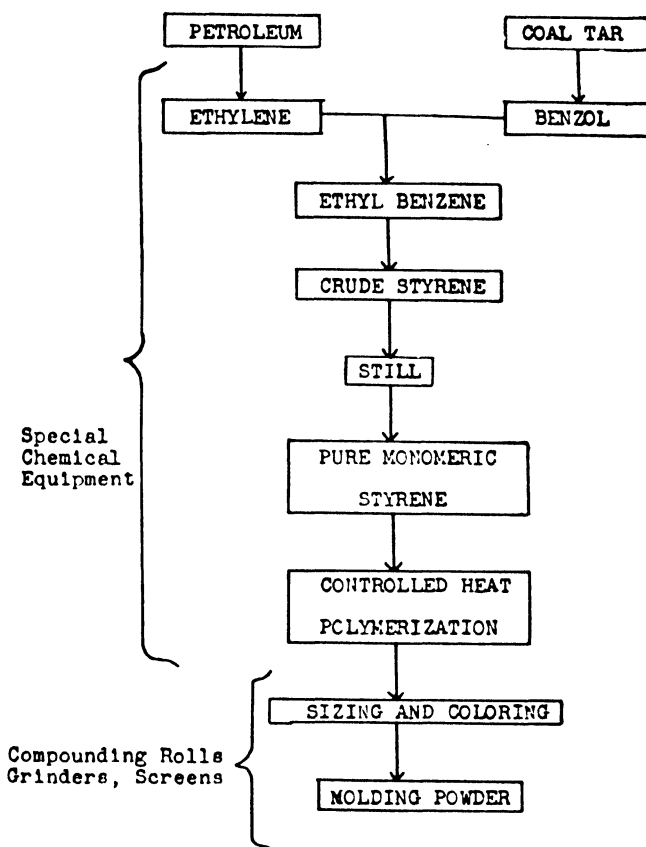 PETROLEUM
COAL TAR
ETHYLENE
BENZOL
ETHYL BENZENE
CRUDE STYRENE
STILL
Special
Chemical
Equipment
PURE MONOMERIC
STYRENE
CONTROLLED HEAT
POLYMERIZATION
SIZING AND COLORING
Compounding Rolls
Grinders, Screens
MOLDING POWDER